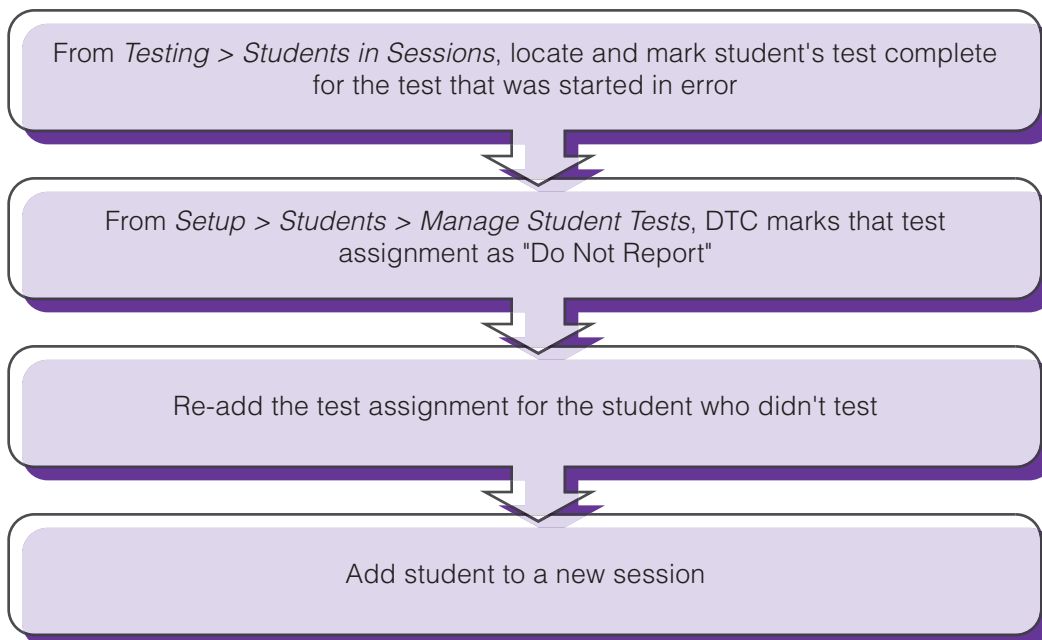 From Testing > Students in Sessions, locate and mark student's test complete
for the test that was started in error
From Setup > Students > Manage Student Tests, DTC marks that test
assignment as "Do Not Report"
Re-add the test assignment for the student who didn't test
Add student to a new session